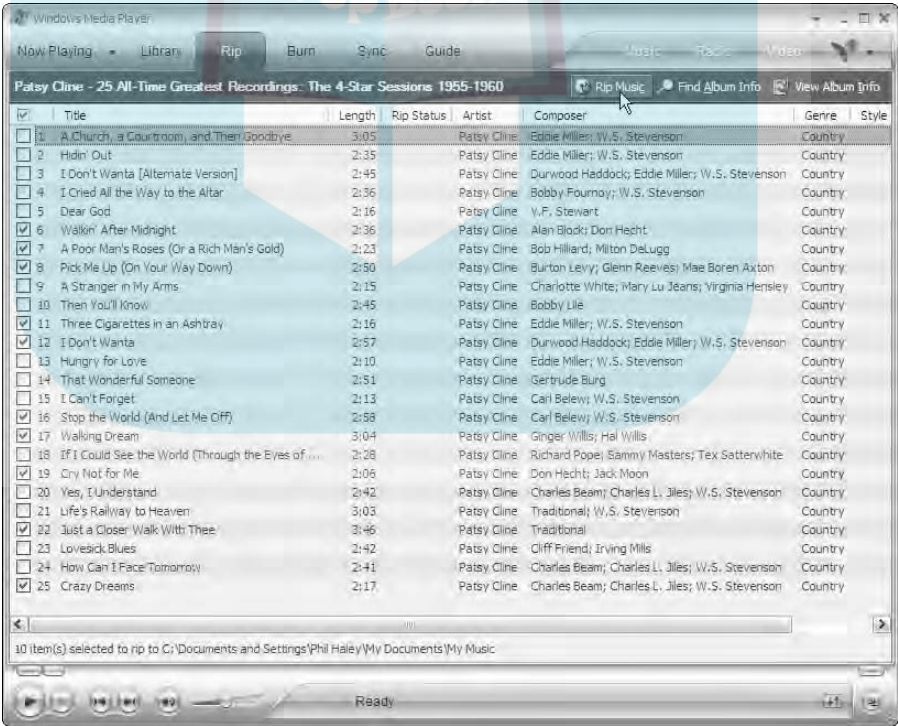 Windows Media Player
Now Playing Library Rip Burn Sync Guide Music Radio Video
Patsy Cline - 25 All-Time Greatest Recordings: The 4-Star Sessions 1955-1960 Rip Music Find Album Info View Album Info
Title Length Rip Status Artist Composer Genre Style
1 A Church, a Courtroom, and Then Goodbye 3:05 Patsy Cline Eddie Miller; W.S. Stevenson Country
2 Hidin' Out 2:35 Patsy Cline Eddie Miller; W.S. Stevenson Country
3 I Don't Wanta [Alternate Version] 2:45 Patsy Cline Durwood Haddock; Eddie Miller; W.S. Stevenson Country
4 I Cried All the Way to the Altar 2:36 Patsy Cline Bobby Fournoy; W.S. Stevenson Country
5 Dear God 2:16 Patsy Cline V.F. Stewart Country
6 Walkin' After Midnight 2:36 Patsy Cline Alan Block; Don Hecht Country
7 A Poor Man's Roses (Or a Rich Man's Gold) 2:23 Patsy Cline Bob Hilliard; Milton DeLugg Country
8 Pick Me Up (On Your Way Down) 2:50 Patsy Cline Burton Levy; Glenn Reeves; Mae Boren Axton Country
9 A Stranger in My Arms 2:15 Patsy Cline Charlotte White; Mary Lu Jeans; Virginia Hensley Country
10 Then You'll Know 2:45 Patsy Cline Bobby Lile Country
11 Three Cigarettes in an Ashtray 2:16 Patsy Cline Eddie Miller; W.S. Stevenson Country
12 I Don't Wanta 2:57 Patsy Cline Durwood Haddock; Eddie Miller; W.S. Stevenson Country
13 Hungry for Love 2:10 Patsy Cline Eddie Miller; W.S. Stevenson Country
14 That Wonderful Someone 2:51 Patsy Cline Gertrude Burg Country
15 I Can't Forget 2:13 Patsy Cline Carl Belew; W.S. Stevenson Country
16 Stop the World (And Let Me Off) 2:58 Patsy Cline Carl Belew; W.S. Stevenson Country
17 Walking Dream 3:04 Patsy Cline Ginger Willis; Hal Willis Country
18 If I Could See the World (Through the Eyes of .... 2:28 Patsy Cline Richard Pope; Sammy Masters; Tex Satterwhite Country
19 Cry Not for Me 2:06 Patsy Cline Don Hecht; Jack Moon Country
20 Yes, I Understand 2:42 Patsy Cline Charles Beam; Charles L. Jiles; W.S. Stevenson Country
21 Life's Railway to Heaven 3:03 Patsy Cline Traditional; W.S. Stevenson Country
22 Just a Closer Walk With Thee 3:46 Patsy Cline Traditional Country
23 Lovesick Blues 2:42 Patsy Cline Cliff Friend; Irving Mills Country
24 How Can I Face Tomorrow 2:41 Patsy Cline Charles Beam; Charles L. Jiles; W.S. Stevenson Country
25 Crazy Dreams 2:17 Patsy Cline Charles Beam; Charles L. Jiles; W.S. Stevenson Country
10 item(s) selected to rip to C:\Documents and Settings\Phil Haley\My Documents\My Music
Ready